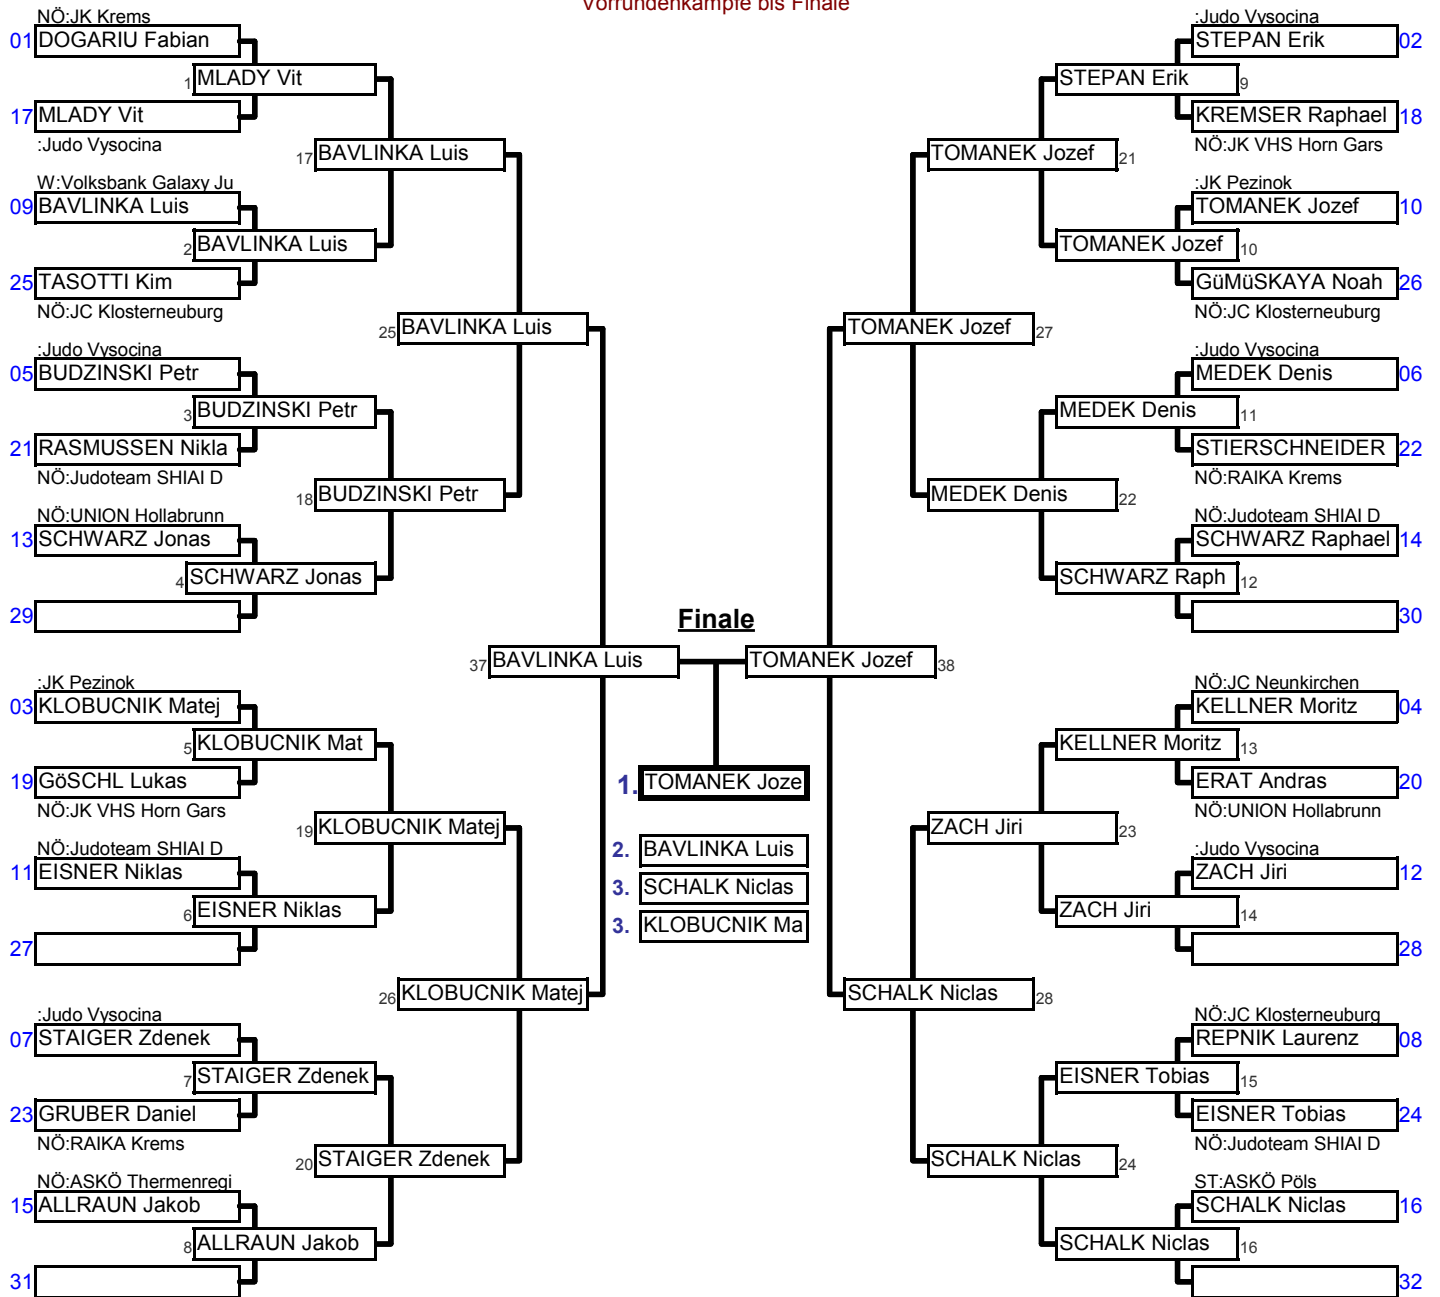 Vorrundenkämpfe bis Finale
NÖ:JK Krems
01 DOGARIU Fabian
1 MLADY Vit
17 MLADY Vit
:Judo Vysocina
17 BAVLINKA Luis
W:Volksbank Galaxy Ju
09 BAVLINKA Luis
2 BAVLINKA Luis
25 TASOTTI Kim
NÖ:JC Klosterneuburg
25 BAVLINKA Luis
:Judo Vysocina
05 BUDZINSKI Petr
3 BUDZINSKI Petr
21 RASMUSSEN Nikla
NÖ:Judoteam SHIAI D
18 BUDZINSKI Petr
NÖ:UNION Hollabrunn
13 SCHWARZ Jonas
4 SCHWARZ Jonas
29
37 BAVLINKA Luis
:JK Pezinok
03 KLOBUCNIK Matej
5 KLOBUCNIK Mat
19 GöSCHL Lukas
NÖ:JK VHS Horn Gars
19 KLOBUCNIK Matej
NÖ:Judoteam SHIAI D
11 EISNER Niklas
6 EISNER Niklas
27
26 KLOBUCNIK Matej
:Judo Vysocina
07 STAIGER Zdenek
7 STAIGER Zdenek
23 GRUBER Daniel
NÖ:RAIKA Krems
20 STAIGER Zdenek
NÖ:ASKÖ Thermenregi
15 ALLRAUN Jakob
8 ALLRAUN Jakob
31
Finale
1. TOMANEK Joze
2. BAVLINKA Luis
3. SCHALK Niclas
3. KLOBUCNIK Ma
:Judo Vysocina
STEPAN Erik 02
STEPAN Erik 9
KREMSER Raphael 18
NÖ:JK VHS Horn Gars
TOMANEK Jozef 21
:JK Pezinok
TOMANEK Jozef 10
TOMANEK Jozef 10
GüMüSKAYA Noah 26
NÖ:JC Klosterneuburg
TOMANEK Jozef 27
:Judo Vysocina
MEDEK Denis 06
MEDEK Denis 11
STIERSCHNEIDER 22
NÖ:RAIKA Krems
MEDEK Denis 22
NÖ:Judoteam SHIAI D
SCHWARZ Raphael 14
SCHWARZ Raph 12
30
TOMANEK Jozef 38
NÖ:JC Neunkirchen
KELLNER Moritz 04
KELLNER Moritz 13
ERAT Andras 20
NÖ:UNION Hollabrunn
ZACH Jiri 23
:Judo Vysocina
ZACH Jiri 12
ZACH Jiri 14
28
SCHALK Niclas 28
NÖ:JC Klosterneuburg
REPNIK Laurenz 08
EISNER Tobias 15
EISNER Tobias 24
NÖ:Judoteam SHIAI D
SCHALK Niclas 24
ST:ASKÖ Pöls
SCHALK Niclas 16
SCHALK Niclas 16
32